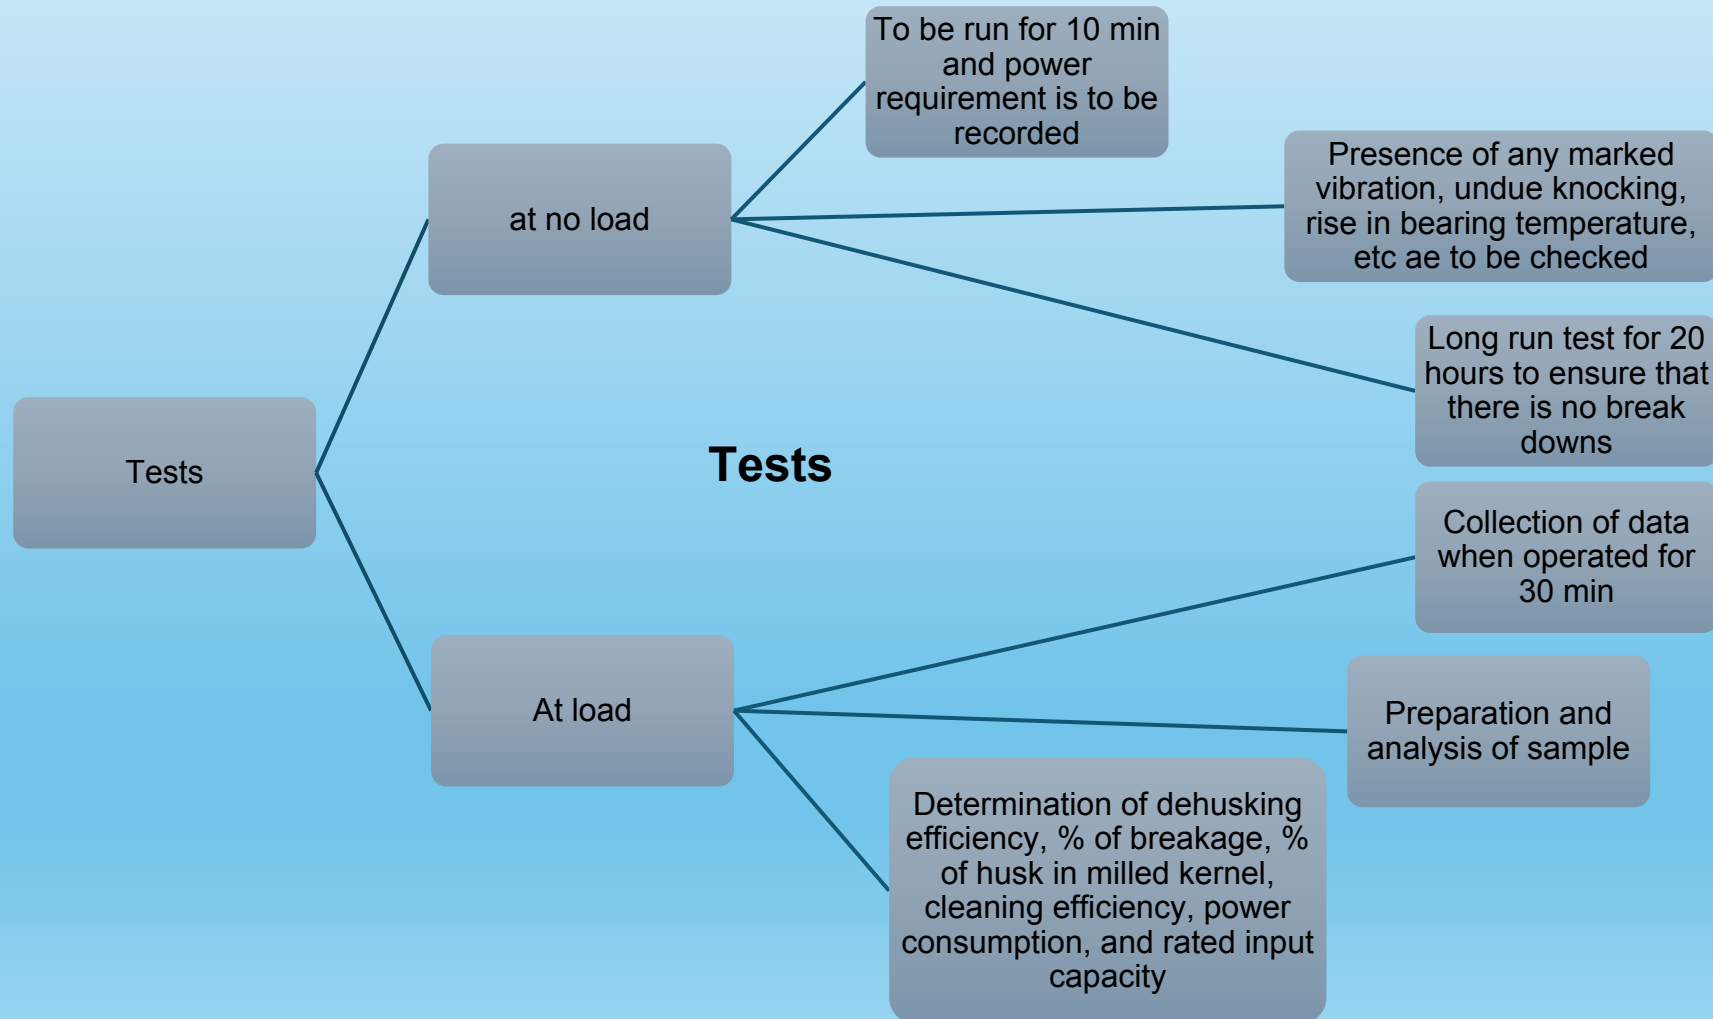 Tests
at no load
To be run for 10 min
and power
requirement is to be
recorded
Presence of any marked
vibration, undue knocking,
rise in bearing temperature,
etc ae to be checked
Long run test for 20
hours to ensure that
there is no break
downs
Tests
At load
Collection of data
when operated for
30 min
Preparation and
analysis of sample
Determination of dehusking
efficiency, % of breakage, %
of husk in milled kernel,
cleaning efficiency, power
consumption, and rated input
capacity